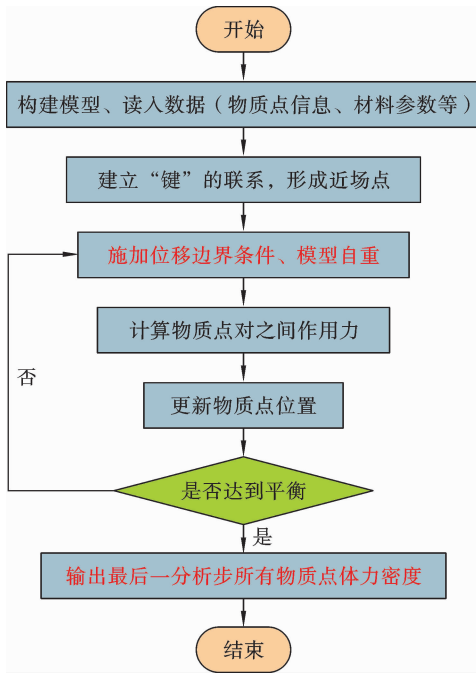 开始
构建模型、读入数据（物质点信息、材料参数等）
建立“键”的联系，形成近场点
施加位移边界条件、模型自重
计算物质点对之间作用力
否
更新物质点位置
是否达到平衡
是
输出最后一分析步所有物质点体力密度
结束